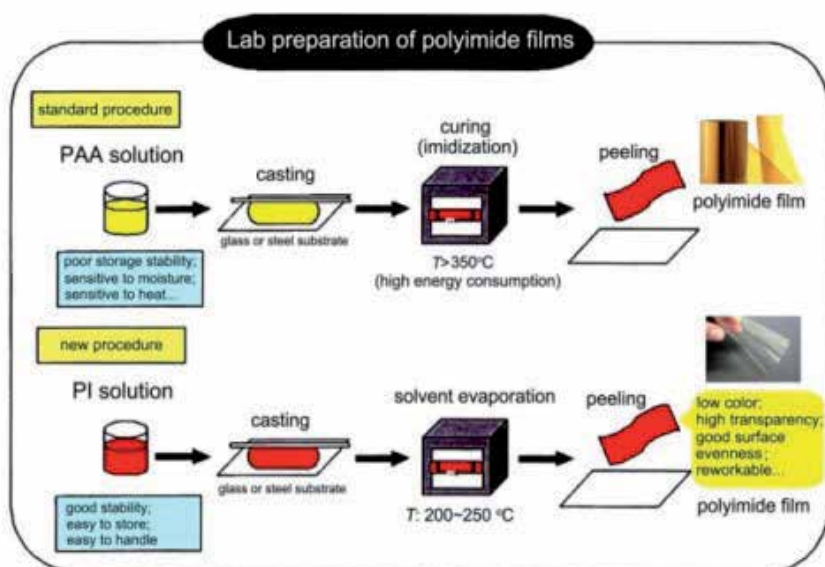 Lab preparation of polyimide films
standard procedure
PAA solution
poor storage stability;
sensitive to moisture;
sensitive to heat...
casting
glass or steel substrate
curing
(imidization)
T>350°C
(high energy consumption)
peeling
polyimide film
new procedure
PI solution
good stability;
easy to store;
easy to handle
casting
glass or steel substrate
solvent evaporation
T: 200~250 °C
peeling
low color;
high transparency;
good surface
evenness;
reworkable...
polyimide film